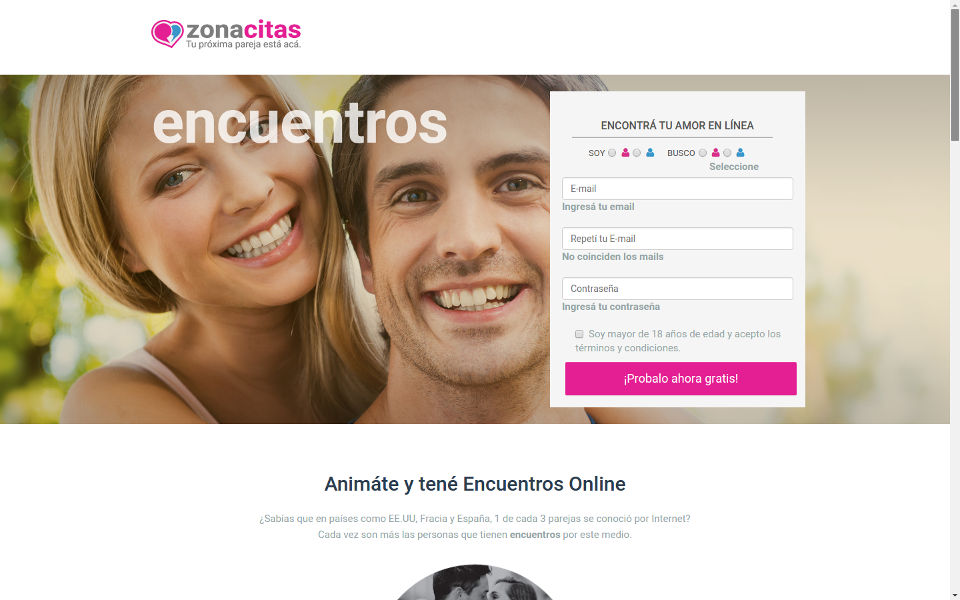 zonacitas
Tu próxima pareja está acá.
encuentros
ENCONTRÁ TU AMOR EN LÍNEA
SOY BUSCO
Seleccione
E-mail
Ingresá tu email
Repetí tu E-mail
No coinciden los mails
Contraseña
Ingresá tu contraseña
Soy mayor de 18 años de edad y acepto los
términos y condiciones.
¡Probalo ahora gratis!
Animáte y tené Encuentros Online
¿Sabías que en países como EE.UU, Fracia y España, 1 de cada 3 parejas se conoció por Internet?
Cada vez son más las personas que tienen encuentros por este medio.